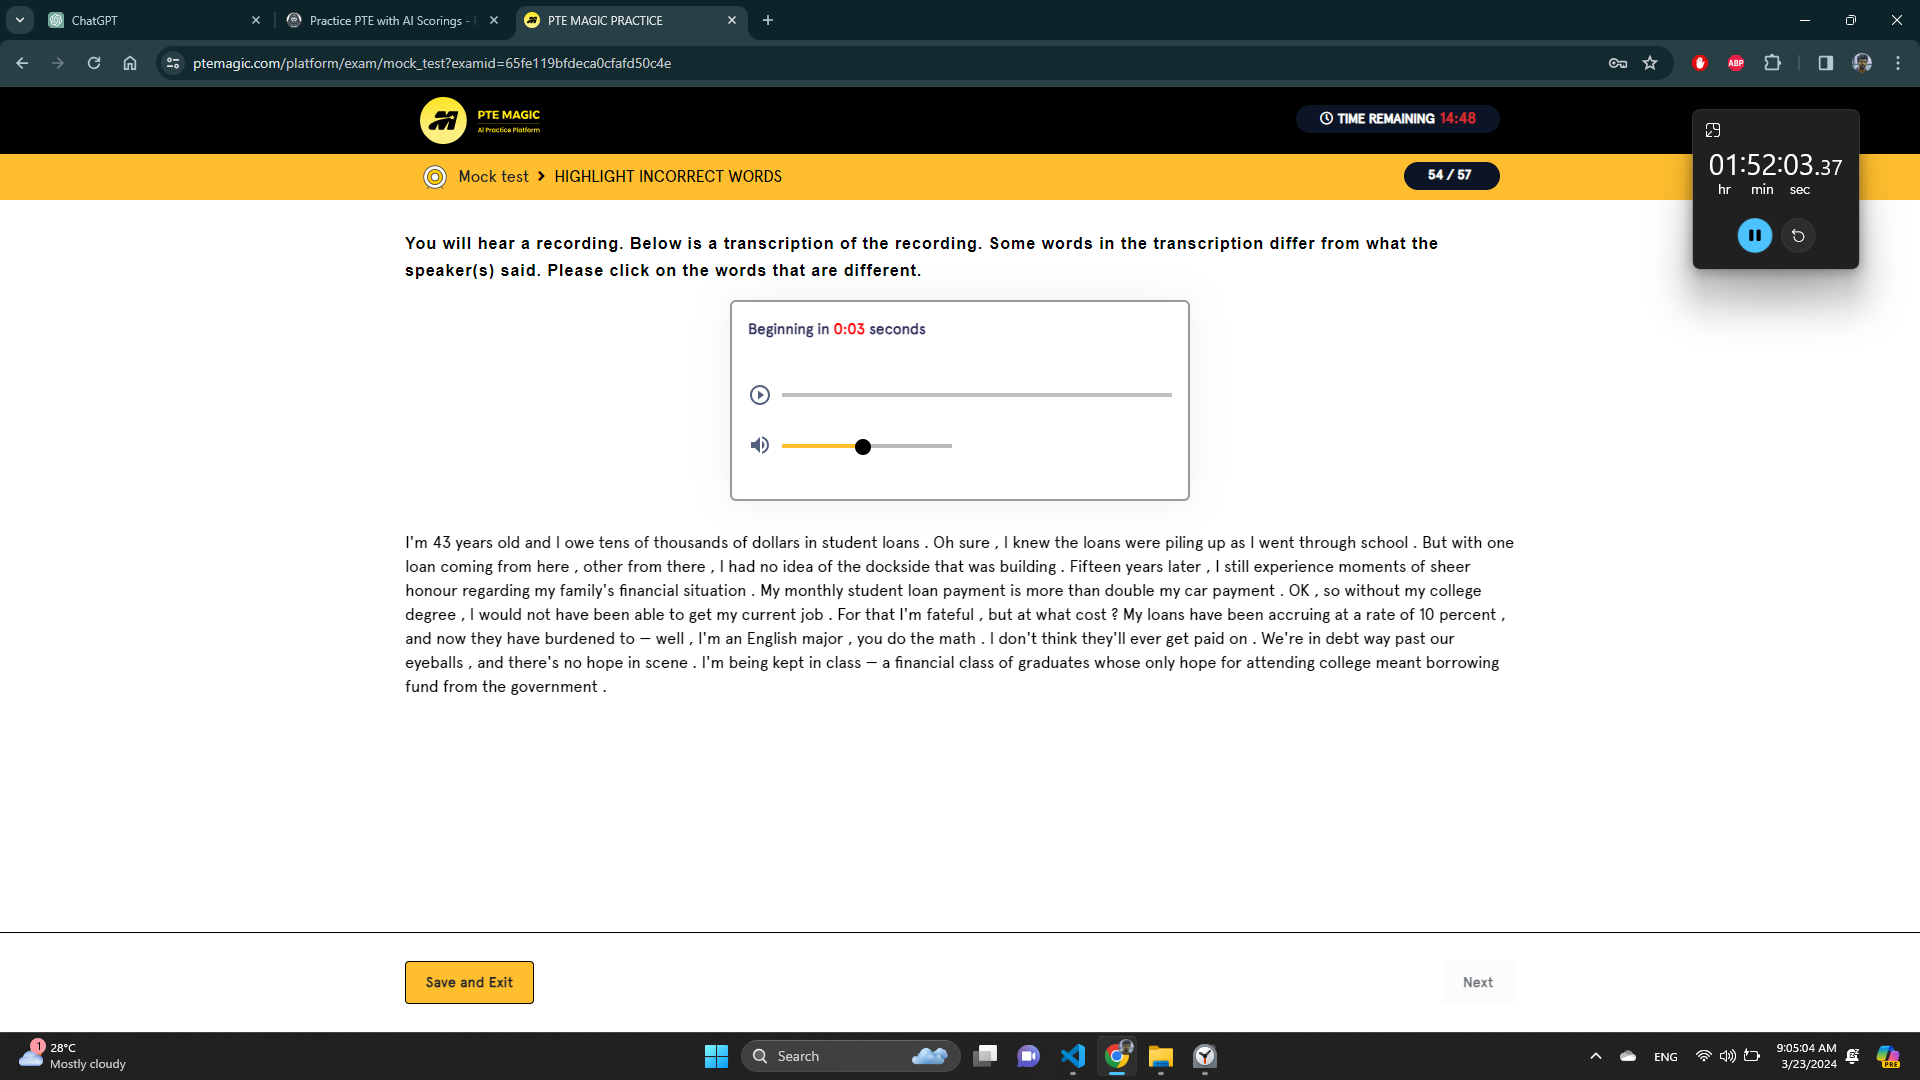 ChatGPT
Practice PTE with AI Scorings -
PTE MAGIC PRACTICE
ptemagic.com/platform/exam/mock_test?examid=65fe119bfdeca0cfafd50c4e
ABP
PTE MAGIC
AI Practice Platform
TIME REMAINING 14:48
01:52:03.37
hr min sec
Mock test > HIGHLIGHT INCORRECT WORDS
54 / 57
You will hear a recording. Below is a transcription of the recording. Some words in the transcription differ from what the
speaker(s) said. Please click on the words that are different.
Beginning in 0:03 seconds
I'm 43 years old and I owe tens of thousands of dollars in student loans . Oh sure , I knew the loans were piling up as I went through school . But with one
loan coming from here , other from there , I had no idea of the dockside that was building . Fifteen years later , I still experience moments of sheer
honour regarding my family's financial situation . My monthly student loan payment is more than double my car payment . OK , so without my college
degree , I would not have been able to get my current job . For that I'm fateful , but at what cost ? My loans have been accruing at a rate of 10 percent ,
and now they have burdened to – well , I'm an English major , you do the math . I don't think they'll ever get paid on . We're in debt way past our
eyeballs , and there's no hope in scene . I'm being kept in class – a financial class of graduates whose only hope for attending college meant borrowing
fund from the government .
Save and Exit
Next
1
28°C
Mostly cloudy
Search
ENG
9:05:04 AM
3/23/2024
PRE